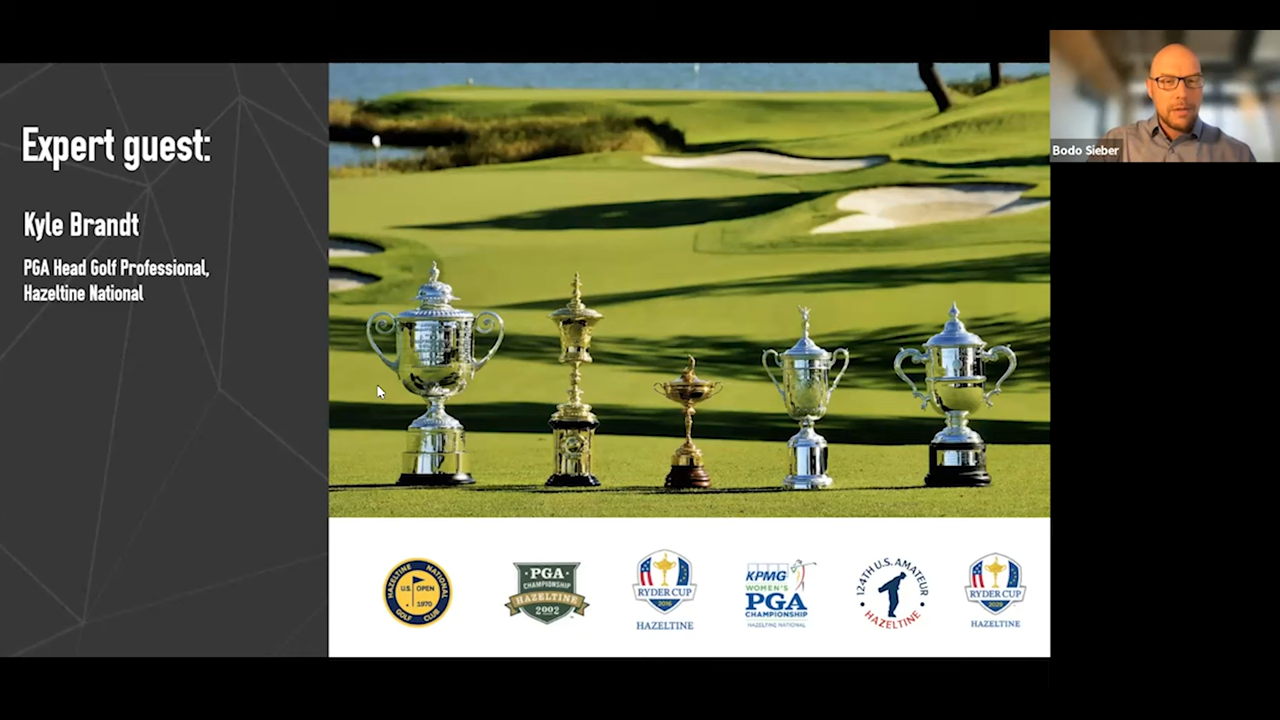 Expert guest:
Kyle Brandt
PGA Head Golf Professional,
Hazeltine National
Bodo Sieber
HAZELTINE NATIONAL
GOLF CLUB
U.S.
OPEN
1970
PGA
CHAMPIONSHIP
HAZELTINE
2002
RYDER CUP
2016
HAZELTINE
KPMG
WOMEN'S
PGA
CHAMPIONSHIP
HAZELTINE NATIONAL
124TH U.S. AMATEUR
HAZELTINE
RYDER CUP
2029
HAZELTINE